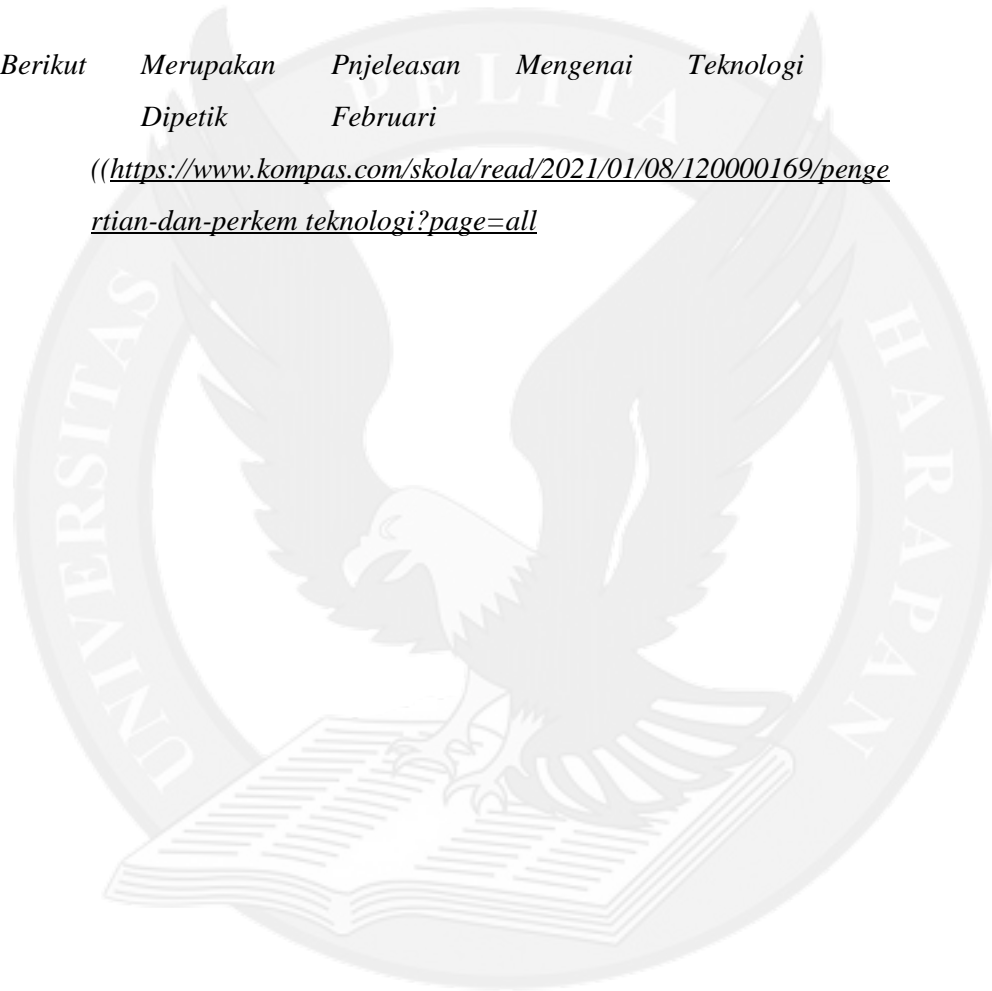 Berikut Merupakan Pnjeleasan Mengenai Teknologi
Dipetik Februari
((https://www.kompas.com/skola/read/2021/01/08/120000169/penge
rtian-dan-perkem teknologi?page=all
UNIVERSITAS PELITA HARAPAN